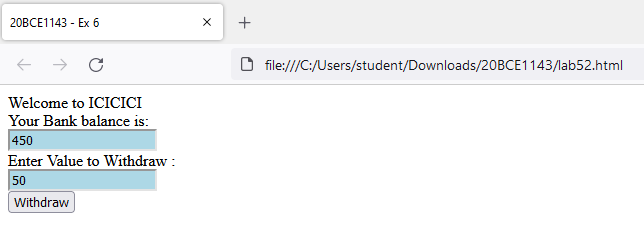 20BCE1143 - Ex 6
file:///C:/Users/student/Downloads/20BCE1143/lab52.html
Welcome to ICICICI
Your Bank balance is:
450
Enter Value to Withdraw :
50
Withdraw